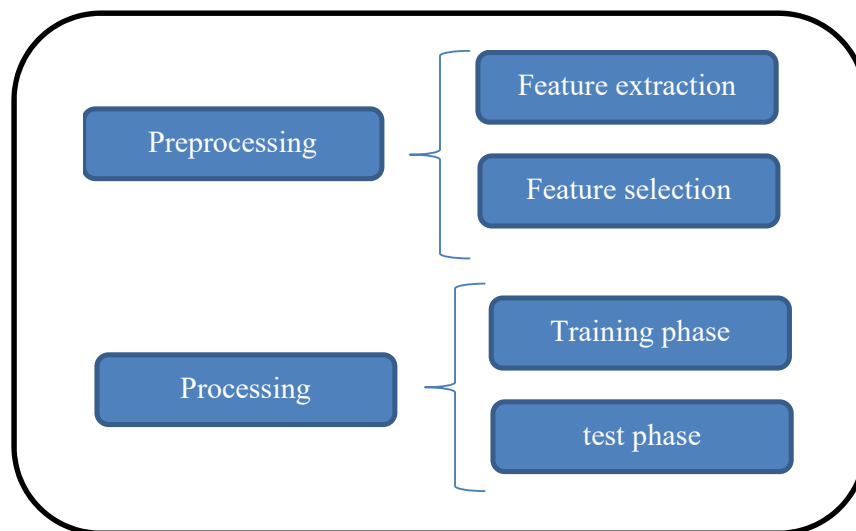 Preprocessing
Feature extraction
Feature selection
Processing
Training phase
test phase